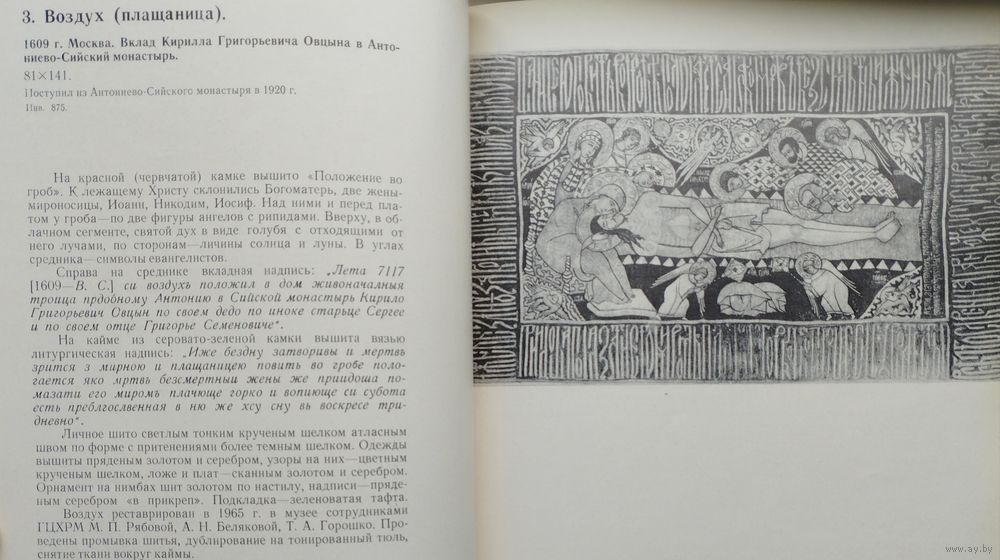 3. Воздух (плащаница).
1609 г. Москва. Вклад Кирилла Григорьевича Овцына в Анто-
ниево-Сийский монастырь.
81×141.
Поступил из Антониево-Сийского монастыря в 1920 г.
Инв. 875.
На красной (червчатой) камке вышито «Положение во
гроб». К лежащему Христу склонились Богоматерь, две жены-
мироносицы, Иоанн, Никодим, Иосиф. Над ними и перед пла-
том у гроба—по две фигуры ангелов с рипидами. Вверху, в об-
лачном сегменте, святой дух в виде голубя с отходящими от
него лучами, по сторонам—личины солнца и луны. В углах
средника—символы евангелистов.
Справа на среднике вкладная надпись: „Лета 7117
[1609—В. С.] си воздухъ положил в дом живоначалныя
троица прдобному Антонию в Сийской монастырь Кирило
Григорьевич Овцын по своем дедо по иноке старьце Сергее
и по своем отце Григорье Семеновиче“.
На кайме из серовато-зеленой камки вышита вязью
литургическая надпись: „Иже бездну затворивы и мертвь
зрится з мирною и плащаницею повить во гробе поло-
гается яко мртвь безсмертныи жены же приидоша по-
мазати его миромъ плачюще горко и вопиюще си субота
есть преблгослвенная в ню же хсу сну вь воскресе три-
дневно“.
Личное шито светлым тонким крученым шелком атласным
швом по форме с притенениями более темным шелком. Одежды
вышиты пряденым золотом и серебром, узоры на них—цветным
крученым шелком, ложе и плат—сканным золотом и серебром.
Орнамент на нимбах шит золотом по настилу, надписи—пряде-
ным серебром «в прикреп». Подкладка—зеленоватая тафта.
Воздух реставрирован в 1965 г. в музее сотрудниками
ГЦХРМ М. П. Рябовой, А. Н. Беляковой, Т. А. Горошко. Про-
ведены промывка шитья, дублирование на тонированный тюль,
снятие ткани вокруг каймы.
www.ay.by